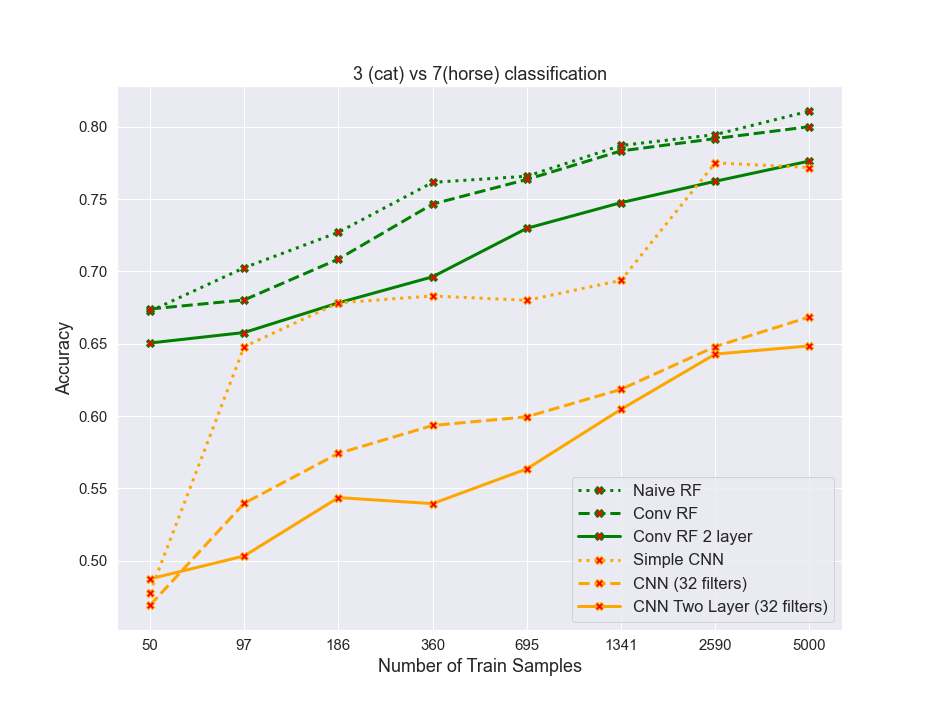 3 (cat) vs 7(horse) classification
Accuracy
0.80
0.75
0.70
0.65
0.60
0.55
0.50
Naive RF
Conv RF
Conv RF 2 layer
Simple CNN
CNN (32 filters)
CNN Two Layer (32 filters)
50 97 186 360 695 1341 2590 5000
Number of Train Samples